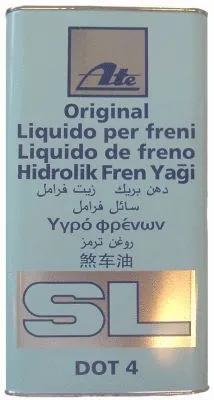 Ate
Original
Liquido per freni
Liquido de freno
Hidrolik Fren Yağı
دهن بريك زيت فرامل
سائل فرامل
Υγρό φρένων
روغن ترمز
煞车油
SL
DOT 4